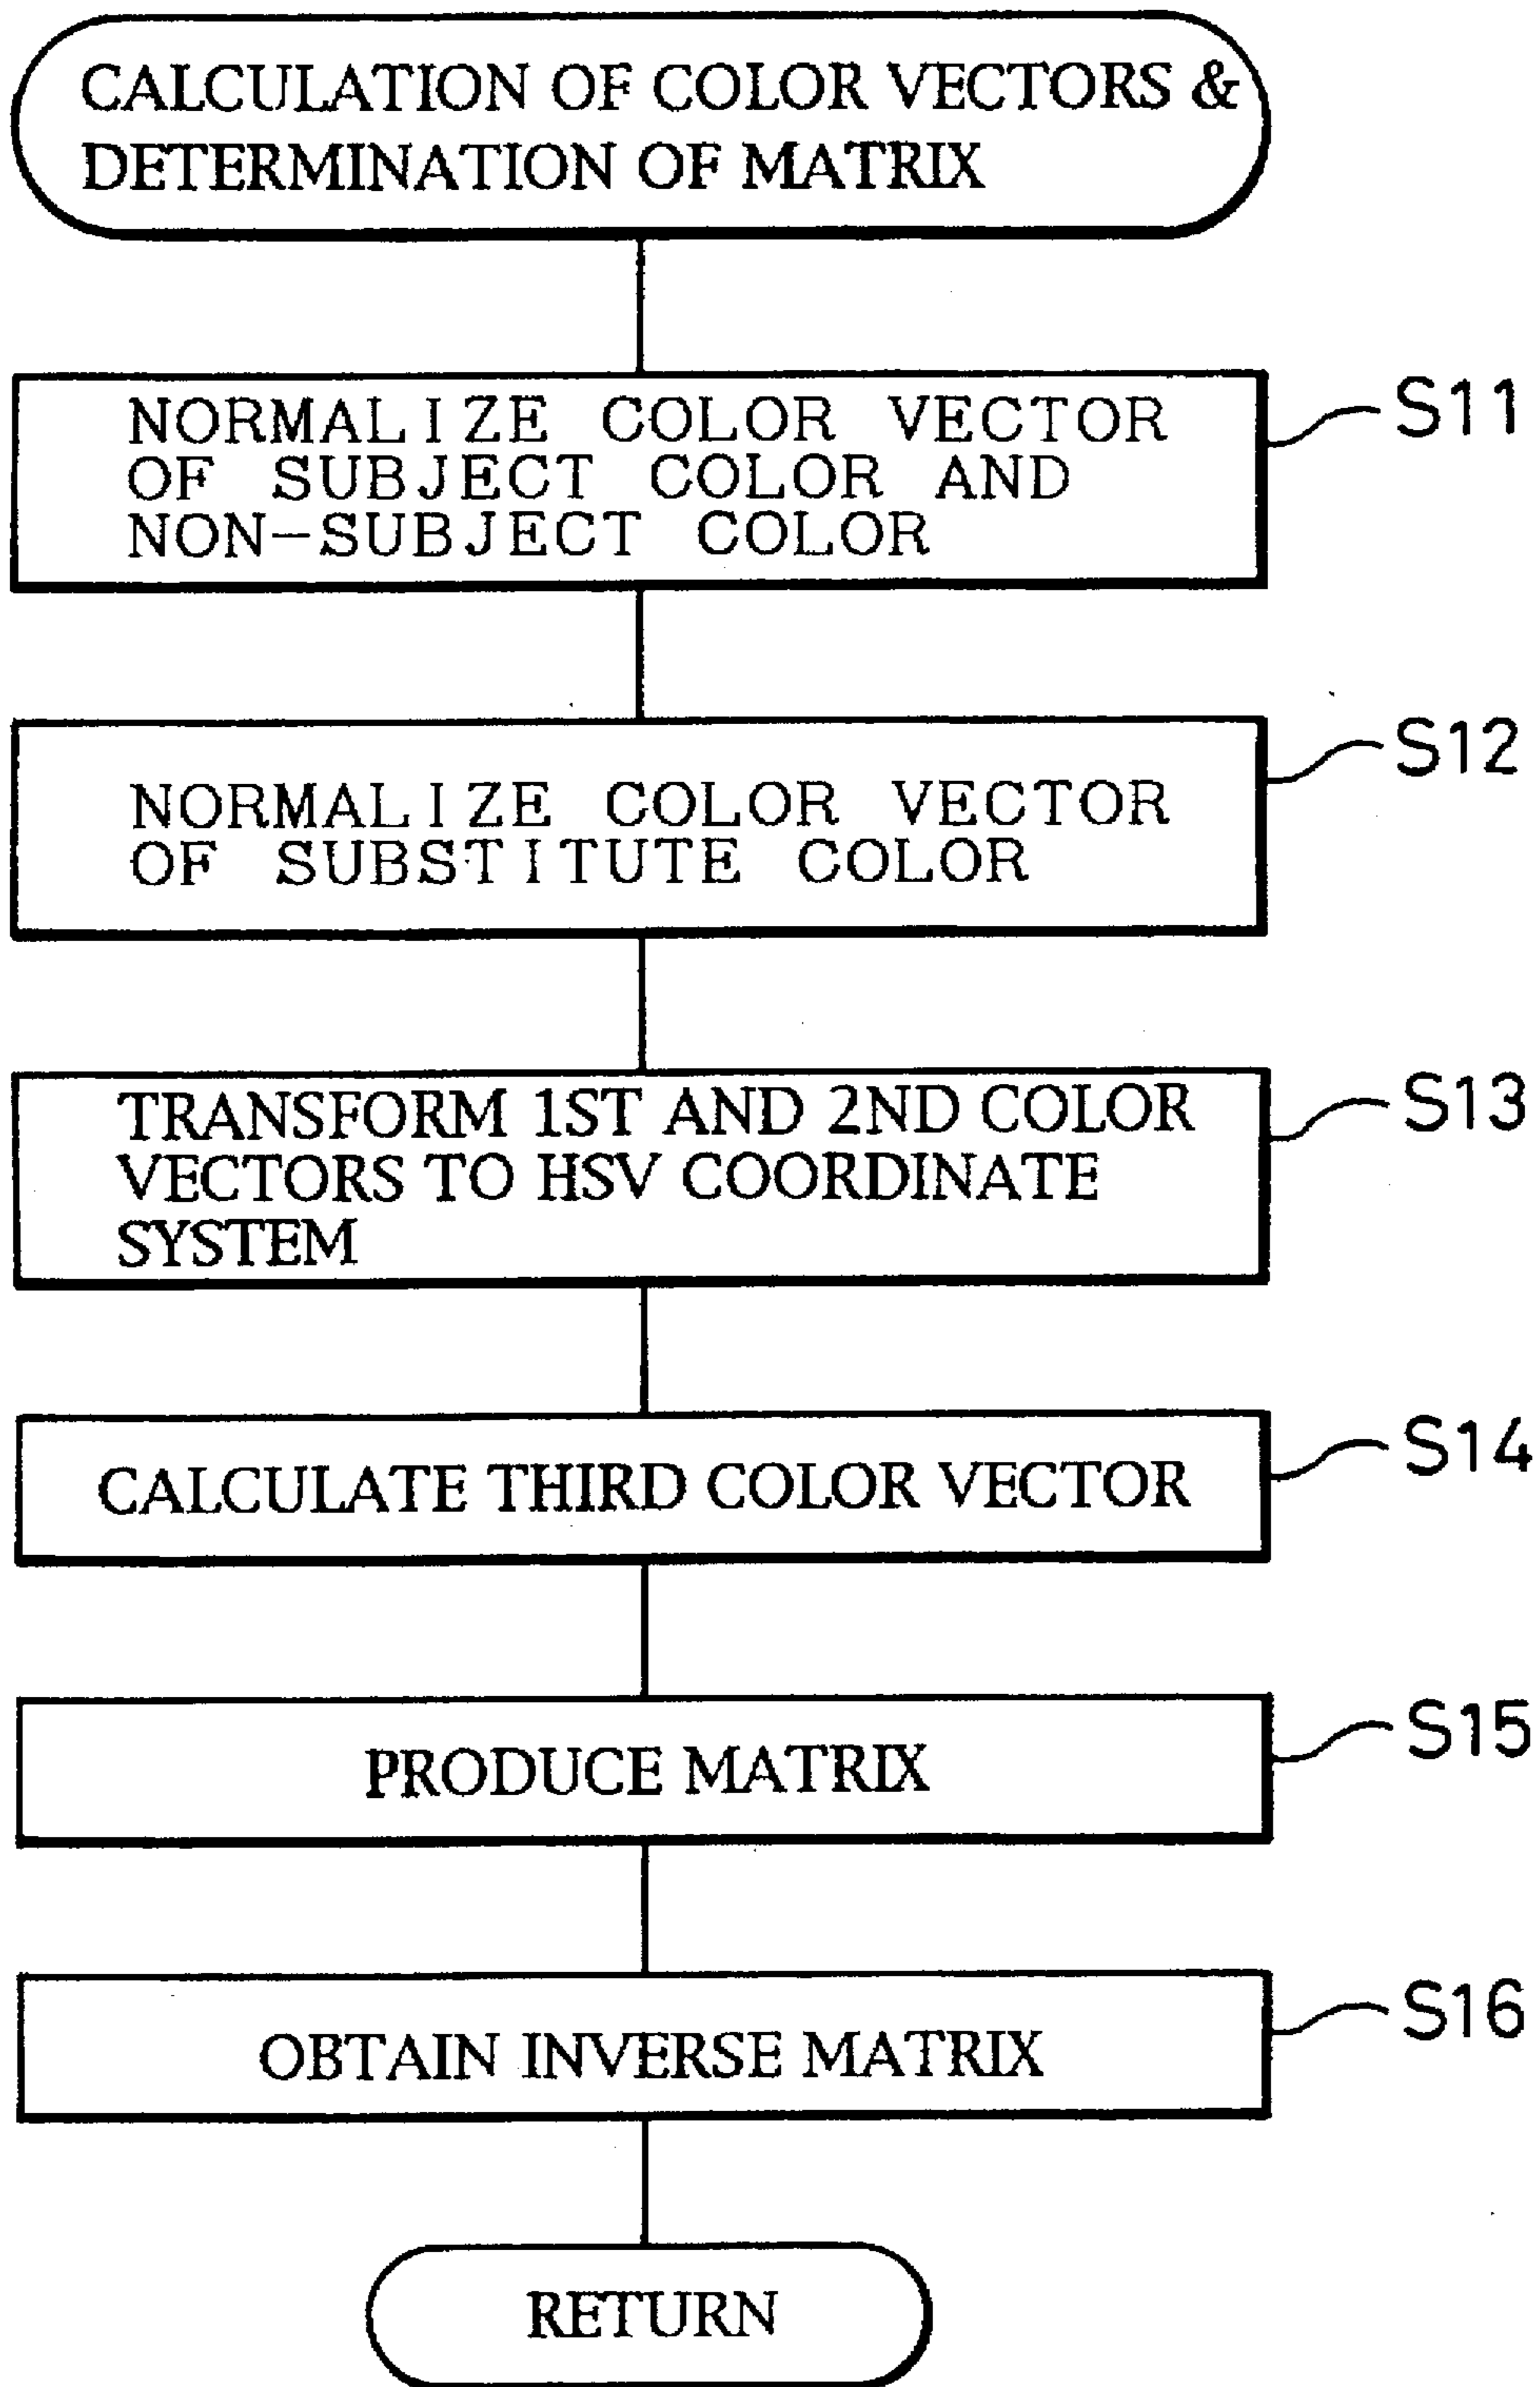 CALCULATION OF COLOR VECTORS &
DETERMINATION OF MATRIX
NORMALIZE COLOR VECTOR
OF SUBJECT COLOR AND
NON-SUBJECT COLOR
S11
NORMALIZE COLOR VECTOR
OF SUBSTITUTE COLOR
S12
TRANSFORM 1ST AND 2ND COLOR
VECTORS TO HSV COORDINATE
SYSTEM
S13
CALCULATE THIRD COLOR VECTOR
S14
PRODUCE MATRIX
S15
OBTAIN INVERSE MATRIX
S16
RETURN